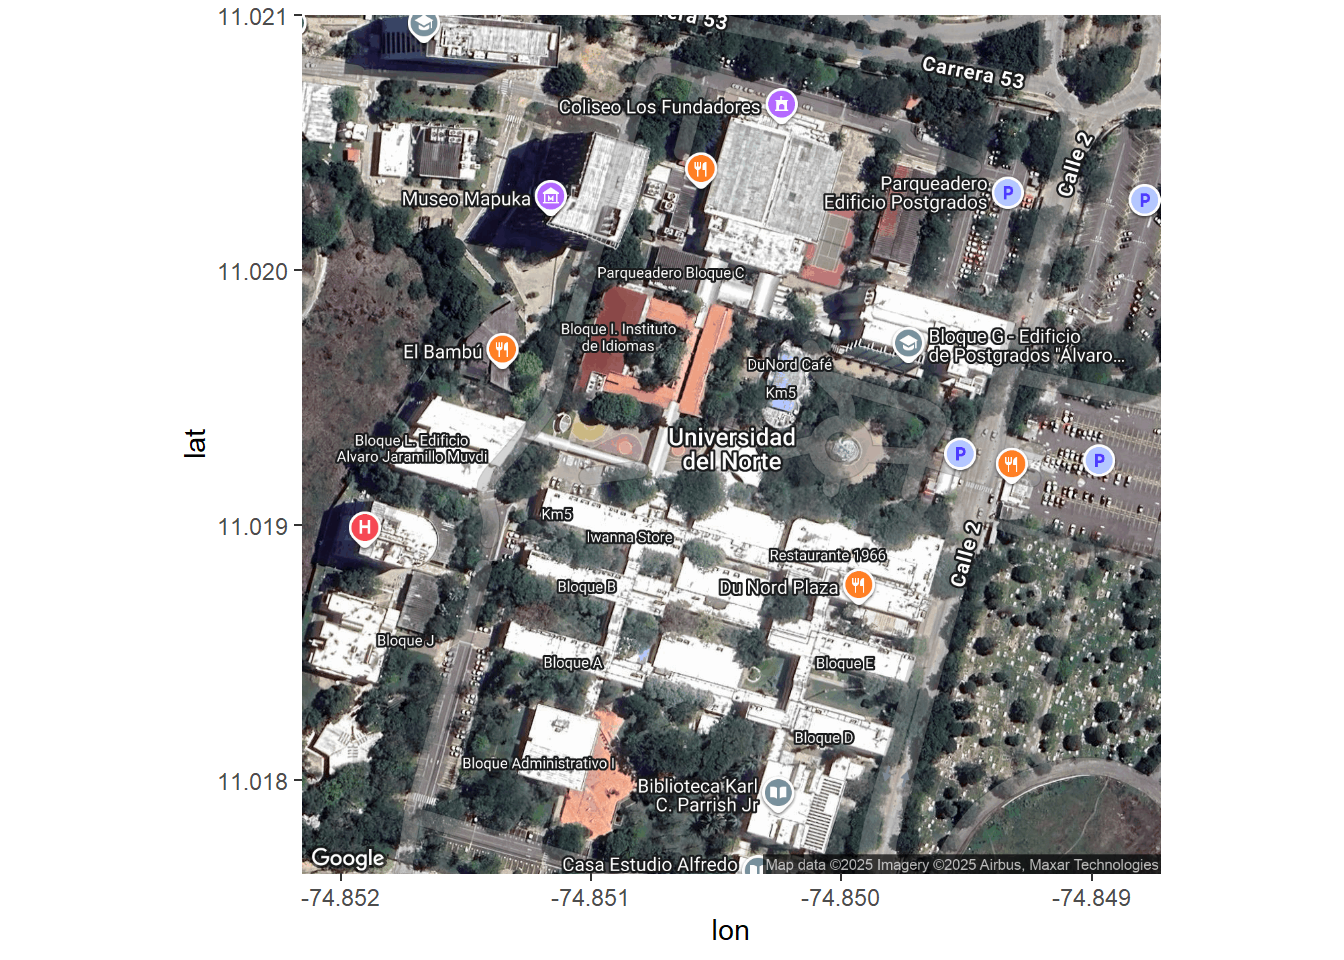 11.021
11.020
11.019
11.018
lat
rera 53
Carrera 53
Coliseo Los Fundadores
Calle 2
Parqueadero
Edificio Postgrados
P
P
Museo Mapuka
Parqueadero Bloque C
Bloque I. Instituto
de Idiomas
Bloque G - Edificio
de Postgrados "Álvaro...
El Bambú
DuNord Café
Km5
Universidad
del Norte
Bloque L. Edificio
Alvaro Jaramillo Muvdi
P
P
H
Km5
Iwanna Store
Restaurante 1966
Calle 2
Bloque B
Du Nord Plaza
Bloque J
Bloque A
Bloque E
Bloque D
Bloque Administrativo I
Biblioteca Karl
C. Parrish Jr
Google
Casa Estudio Alfredo
Map data ©2025 Imagery ©2025 Airbus, Maxar Technologies
-74.852
-74.851
-74.850
-74.849
lon